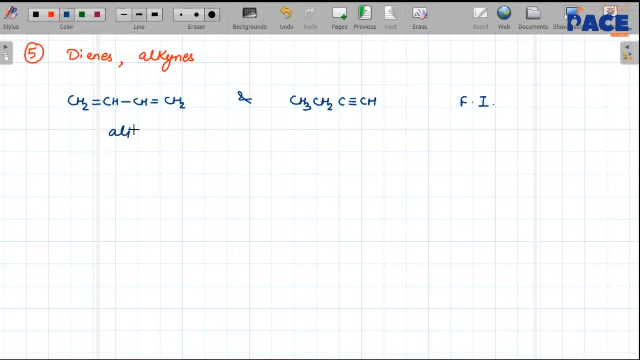 Stylus
Color
Line
Eraser
Backgrounds
Undo
Redo
Pages
Previous
Next
Erase
Board
Web
Documents
Show
PACE
⑤ Dienes, alkynes
CH₂=CH–CH=CH₂ & CH₃CH₂C≡CH F.I.